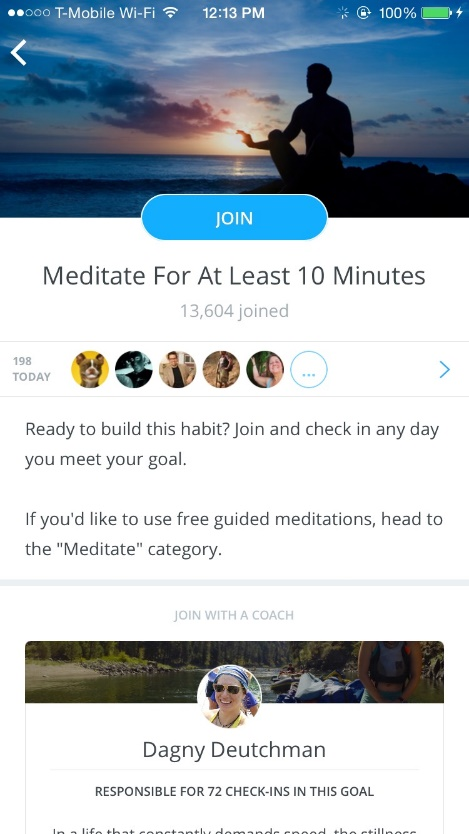 T-Mobile Wi-Fi 12:13 PM 100%
JOIN
Meditate For At Least 10 Minutes
13,604 joined
198
TODAY
...
Ready to build this habit? Join and check in any day
you meet your goal.
If you'd like to use free guided meditations, head to
the "Meditate" category.
JOIN WITH A COACH
Dagny Deutchman
RESPONSIBLE FOR 72 CHECK-INS IN THIS GOAL
In a life that constantly demands speed, the stillness